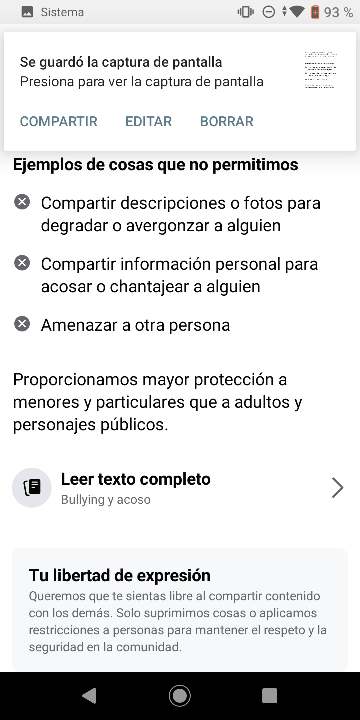 Sistema
93 %
Se guardó la captura de pantalla
Presiona para ver la captura de pantalla
COMPARTIR EDITAR BORRAR
Ejemplos de cosas que no permitimos
Compartir descripciones o fotos para
degradar o avergonzar a alguien
Compartir información personal para
acosar o chantajear a alguien
Amenazar a otra persona
Proporcionamos mayor protección a
menores y particulares que a adultos y
personajes públicos.
Leer texto completo
Bullying y acoso
Tu libertad de expresión
Queremos que te sientas libre al compartir contenido
con los demás. Solo suprimimos cosas o aplicamos
restricciones a personas para mantener el respeto y la
seguridad en la comunidad.